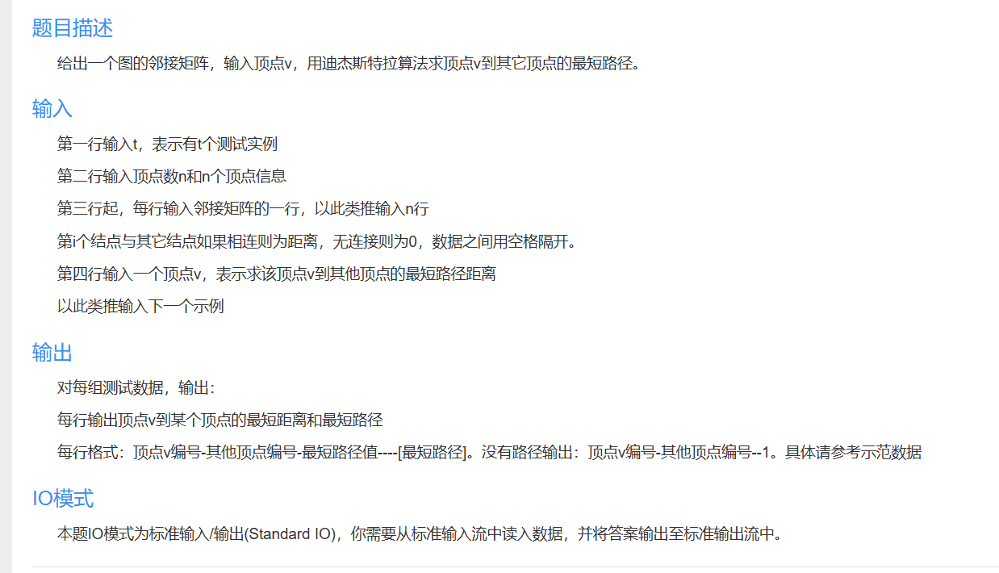 题目描述
给出一个图的邻接矩阵，输入顶点v，用迪杰斯特拉算法求顶点v到其它顶点的最短路径。
输入
第一行输入t，表示有t个测试实例
第二行输入顶点数n和n个顶点信息
第三行起，每行输入邻接矩阵的一行，以此类推输入n行
第i个结点与其它结点如果相连则为距离，无连接则为0，数据之间用空格隔开。
第四行输入一个顶点v，表示求该顶点v到其他顶点的最短路径距离
以此类推输入下一个示例
输出
对每组测试数据，输出：
每行输出顶点v到某个顶点的最短距离和最短路径
每行格式：顶点v编号-其他顶点编号-最短路径值----[最短路径]。没有路径输出：顶点v编号-其他顶点编号--1。具体请参考示范数据
IO模式
本题IO模式为标准输入/输出(Standard IO)，你需要从标准输入流中读入数据，并将答案输出至标准输出流中。